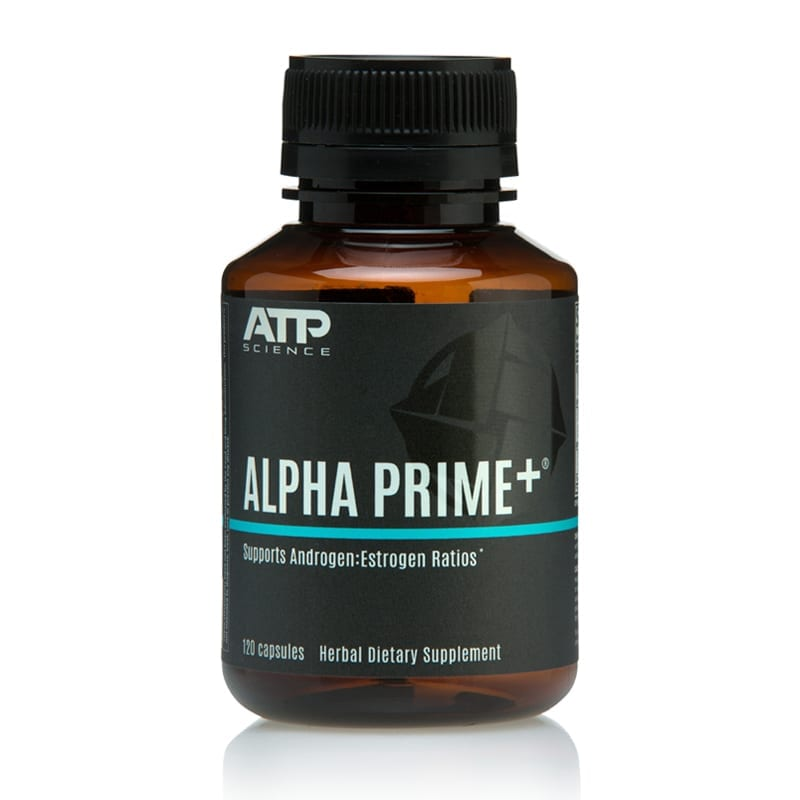 ATP
SCIENCE
ALPHA PRIME+®
Supports Androgen:Estrogen Ratios*
120 capsules Herbal Dietary Supplement